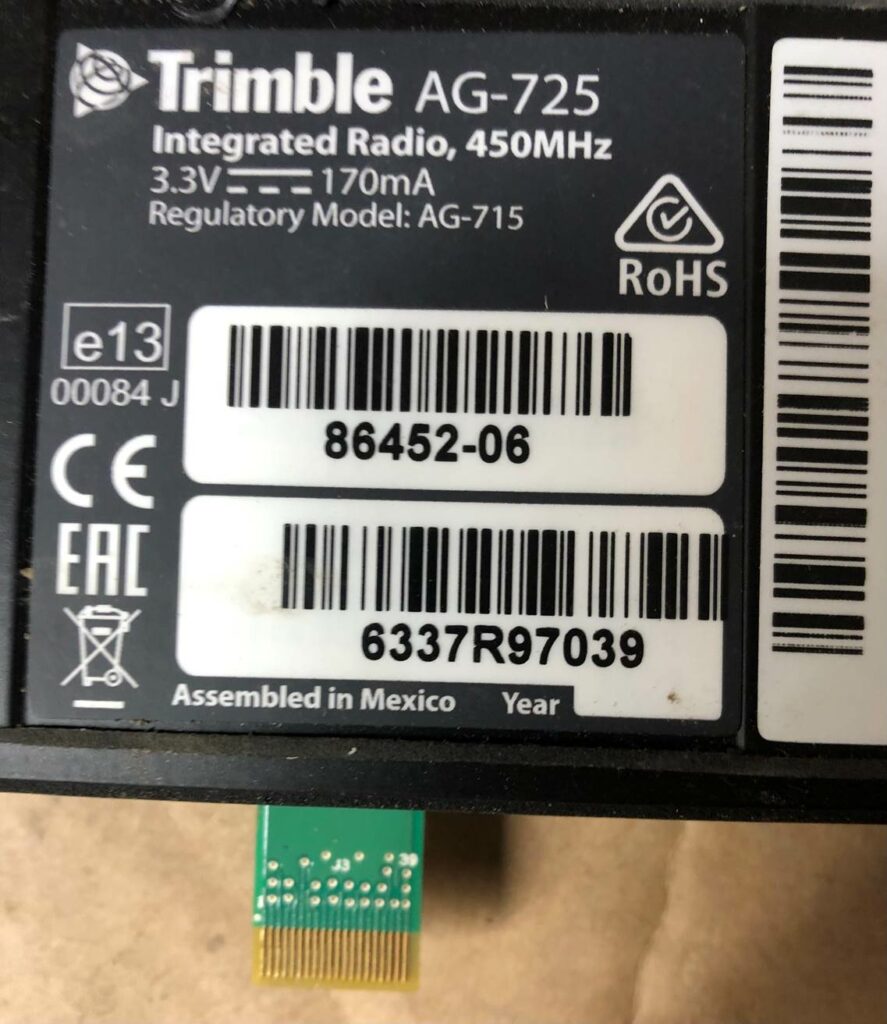 Trimble AG-725
Integrated Radio, 450MHz
3.3V 170mA
Regulatory Model: AG-715
RoHS
e13
00084 J
86452-06
CE
EAC
6337R97039
Assembled in Mexico Year
J3 39